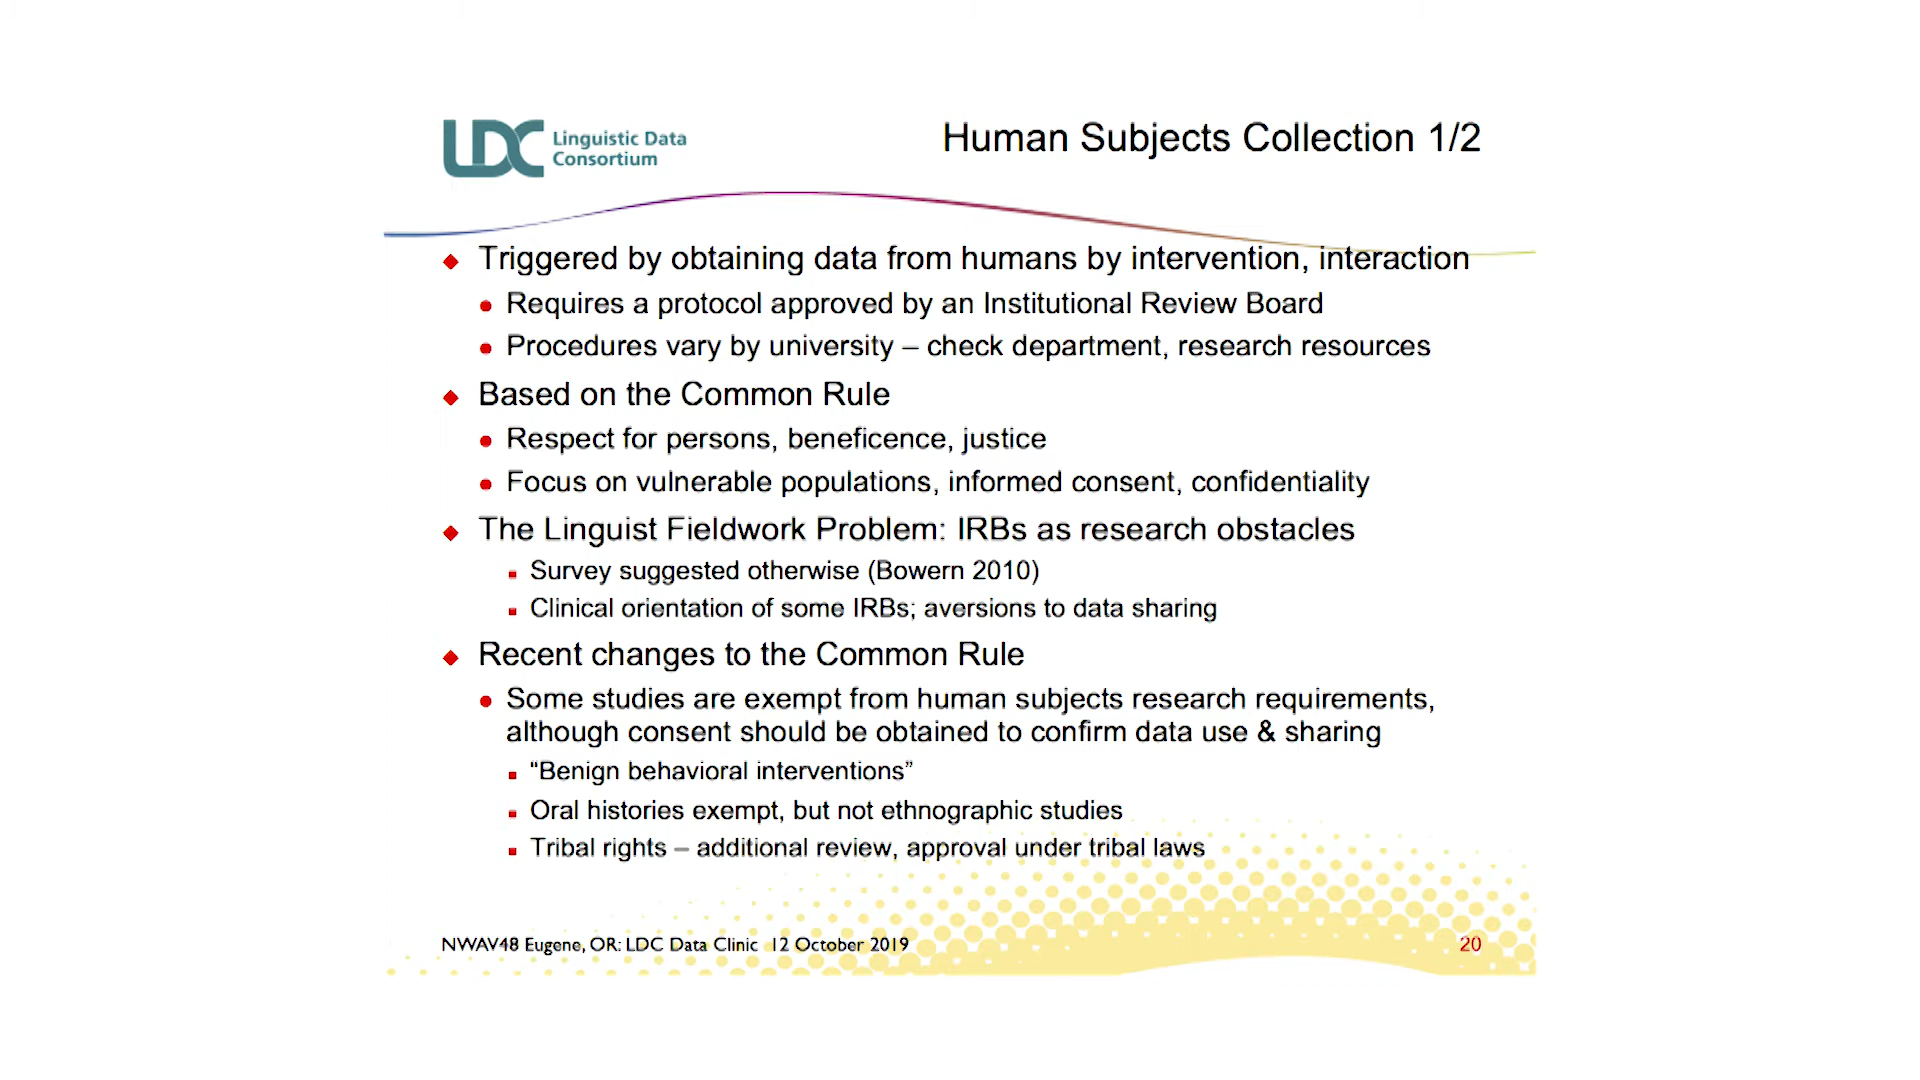 LDC Linguistic Data
Consortium
Human Subjects Collection 1/2
Triggered by obtaining data from humans by intervention, interaction
Requires a protocol approved by an Institutional Review Board
Procedures vary by university – check department, research resources
Based on the Common Rule
Respect for persons, beneficence, justice
Focus on vulnerable populations, informed consent, confidentiality
The Linguist Fieldwork Problem: IRBs as research obstacles
Survey suggested otherwise (Bowern 2010)
Clinical orientation of some IRBs; aversions to data sharing
Recent changes to the Common Rule
Some studies are exempt from human subjects research requirements,
although consent should be obtained to confirm data use & sharing
"Benign behavioral interventions”
Oral histories exempt, but not ethnographic studies
Tribal rights – additional review, approval under tribal laws
NWAV48 Eugene, OR: LDC Data Clinic 12 October 2019
20